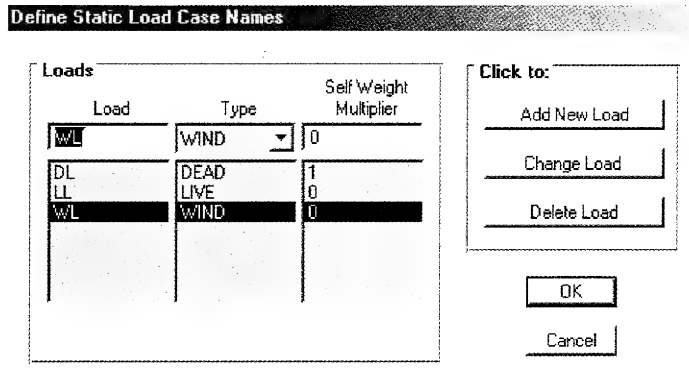 Define Static Load Case Names
Loads
Click to:
Self Weight
Load Type Multiplier
WL WIND 0
DL DEAD 1
LL LIVE 0
WL WIND 0
Add New Load
Change Load
Delete Load
OK
Cancel